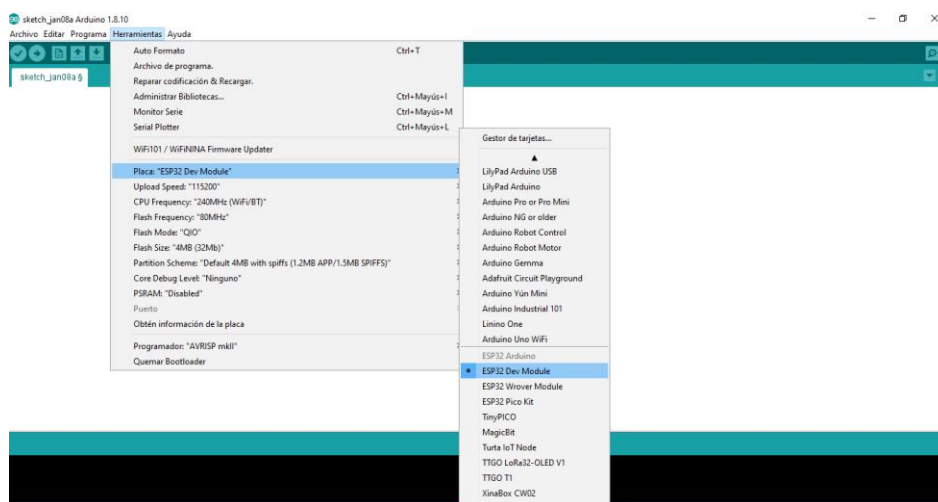 sketch_jan08a Arduino 1.8.10
Archivo Editar Programa Herramientas Ayuda
sketch_jan08a §
Auto Formato Ctrl+T
Archivo de programa.
Reparar codificación & Recargar.
Administrar Bibliotecas... Ctrl+Mayús+I
Monitor Serie Ctrl+Mayús+M
Serial Plotter Ctrl+Mayús+L
WiFi101 / WiFiNINA Firmware Updater
Placa: "ESP32 Dev Module"
Upload Speed: "115200"
CPU Frequency: "240MHz (WiFi/BT)"
Flash Frequency: "80MHz"
Flash Mode: "QIO"
Flash Size: "4MB (32Mb)"
Partition Scheme: "Default 4MB with spiffs (1.2MB APP/1.5MB SPIFFS)"
Core Debug Level: "Ninguno"
PSRAM: "Disabled"
Puerto
Obtén información de la placa
Programador: "AVRISP mkII"
Quemar Bootloader
Gestor de tarjetas...
LilyPad Arduino USB
LilyPad Arduino
Arduino Pro or Pro Mini
Arduino NG or older
Arduino Robot Control
Arduino Robot Motor
Arduino Gemma
Adafruit Circuit Playground
Arduino Yún Mini
Arduino Industrial 101
Linino One
Arduino Uno WiFi
ESP32 Arduino
ESP32 Dev Module
ESP32 Wrover Module
ESP32 Pico Kit
TinyPICO
MagicBit
Turta IoT Node
TTGO LoRa32-OLED V1
TTGO T1
XinaBox CW02